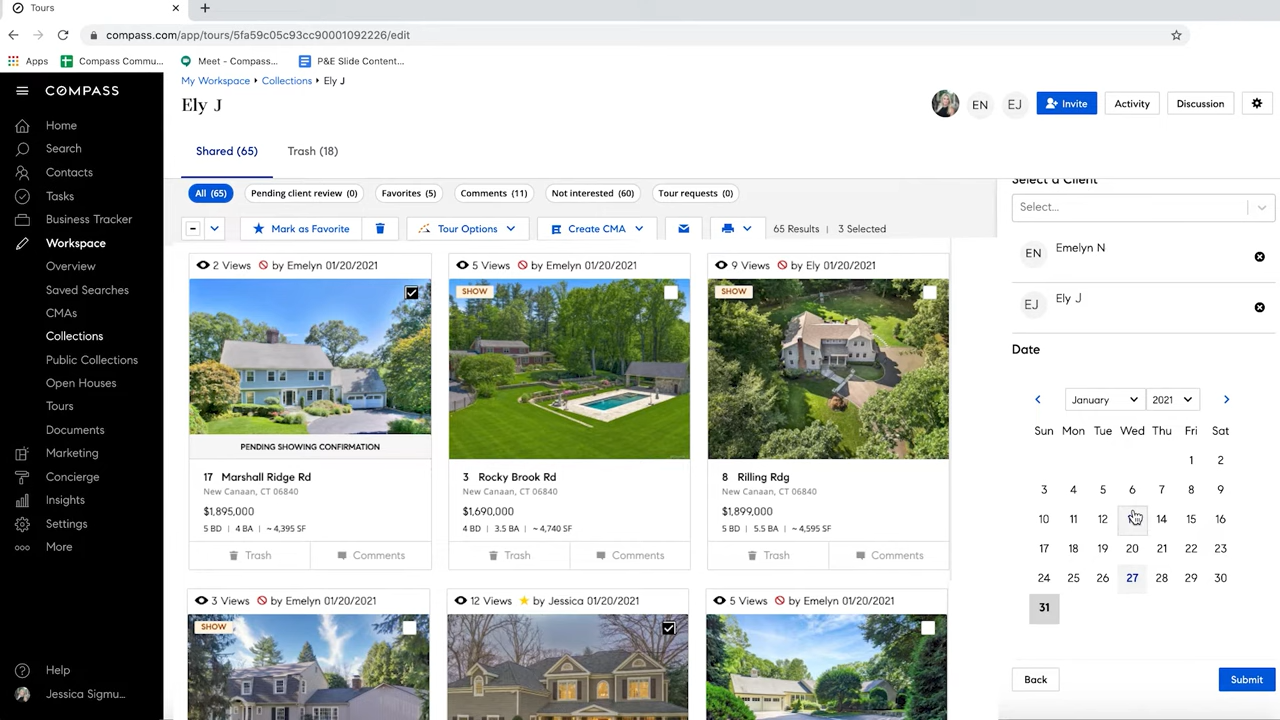 Tours
compass.com/app/tours/5fa59c05c93cc90001092226/edit
Apps Compass Commu... Meet - Compass... P&E Slide Content...
COMPASS
Home
Search
Contacts
Tasks
Business Tracker
Workspace
Overview
Saved Searches
CMAs
Collections
Public Collections
Open Houses
Tours
Documents
Marketing
Concierge
Insights
Settings
More
Help
Jessica Sigmu...
My Workspace Collections Ely J
Ely J
EN EJ Invite Activity Discussion
Shared (65) Trash (18)
All (65) Pending client review (0) Favorites (5) Comments (11) Not interested (60) Tour requests (0)
Mark as Favorite Tour Options Create CMA 65 Results | 3 Selected
2 Views by Emelyn 01/20/2021
PENDING SHOWING CONFIRMATION
17 Marshall Ridge Rd
New Canaan, CT 06840
$1,895,000
5 BD | 4 BA | ~4,395 SF
Trash Comments
5 Views by Emelyn 01/20/2021
SHOW
3 Rocky Brook Rd
New Canaan, CT 06840
$1,690,000
4 BD | 3.5 BA | ~4,740 SF
Trash Comments
9 Views by Ely 01/20/2021
SHOW
8 Rilling Rdg
New Canaan, CT 06840
$1,899,000
5 BD | 5.5 BA | ~4,595 SF
Trash Comments
3 Views by Emelyn 01/20/2021
SHOW
12 Views by Jessica 01/20/2021
5 Views by Emelyn 01/20/2021
Select a Client
Select...
EN Emelyn N
EJ Ely J
Date
January 2021
Sun Mon Tue Wed Thu Fri Sat
1 2
3 4 5 6 7 8 9
10 11 12 14 15 16
17 18 19 20 21 22 23
24 25 26 27 28 29 30
31
Back Submit